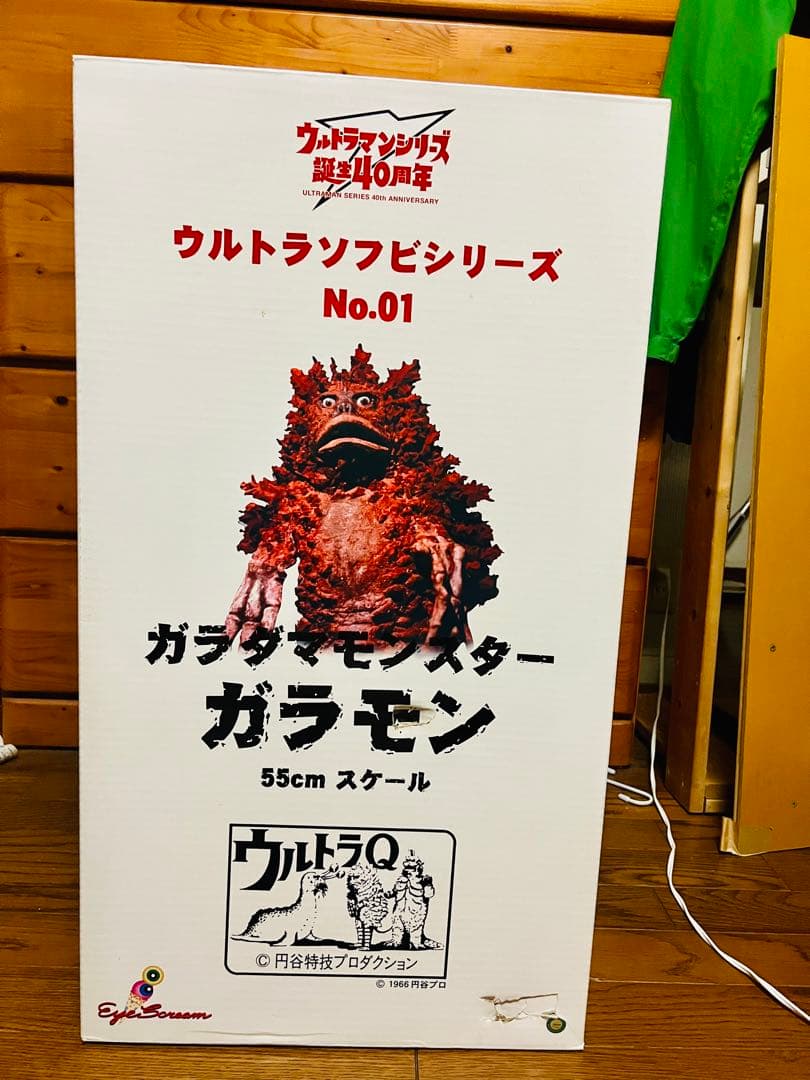 ウルトラマンシリーズ
誕生40周年
ULTRAMAN SERIES 40th ANNIVERSARY
ウルトラソフビシリーズ
No.01
ガラダマモンスター
ガラモン
55cm スケール
ウルトラQ
© 円谷特技プロダクション
© 1966 円谷プロ
EyeScream